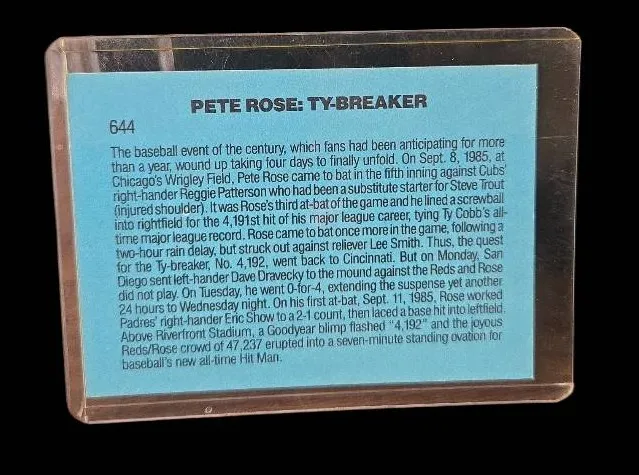 PETE ROSE: TY-BREAKER
644
The baseball event of the century, which fans had been anticipating for more
than a year, wound up taking four days to finally unfold. On Sept. 8, 1985, at
Chicago's Wrigley Field, Pete Rose came to bat in the fifth inning against Cubs'
right-hander Reggie Patterson who had been a substitute starter for Steve Trout
(injured shoulder). It was Rose's third at-bat of the game and he lined a screwball
into rightfield for the 4,191st hit of his major league career, tying Ty Cobb's all-
time major league record. Rose came to bat once more in the game, following a
two-hour rain delay, but struck out against reliever Lee Smith. Thus, the quest
for the Ty-breaker, No. 4,192, went back to Cincinnati. But on Monday, San
Diego sent left-hander Dave Dravecky to the mound against the Reds and Rose
did not play. On Tuesday, he went 0-for-4, extending the suspense yet another
24 hours to Wednesday night. On his first at-bat, Sept. 11, 1985, Rose worked
Padres' right-hander Eric Show to a 2-1 count, then laced a base hit into leftfield.
Above Riverfront Stadium, a Goodyear blimp flashed "4,192" and the joyous
Reds/Rose crowd of 47,237 erupted into a seven-minute standing ovation for
baseball's new all-time Hit Man.